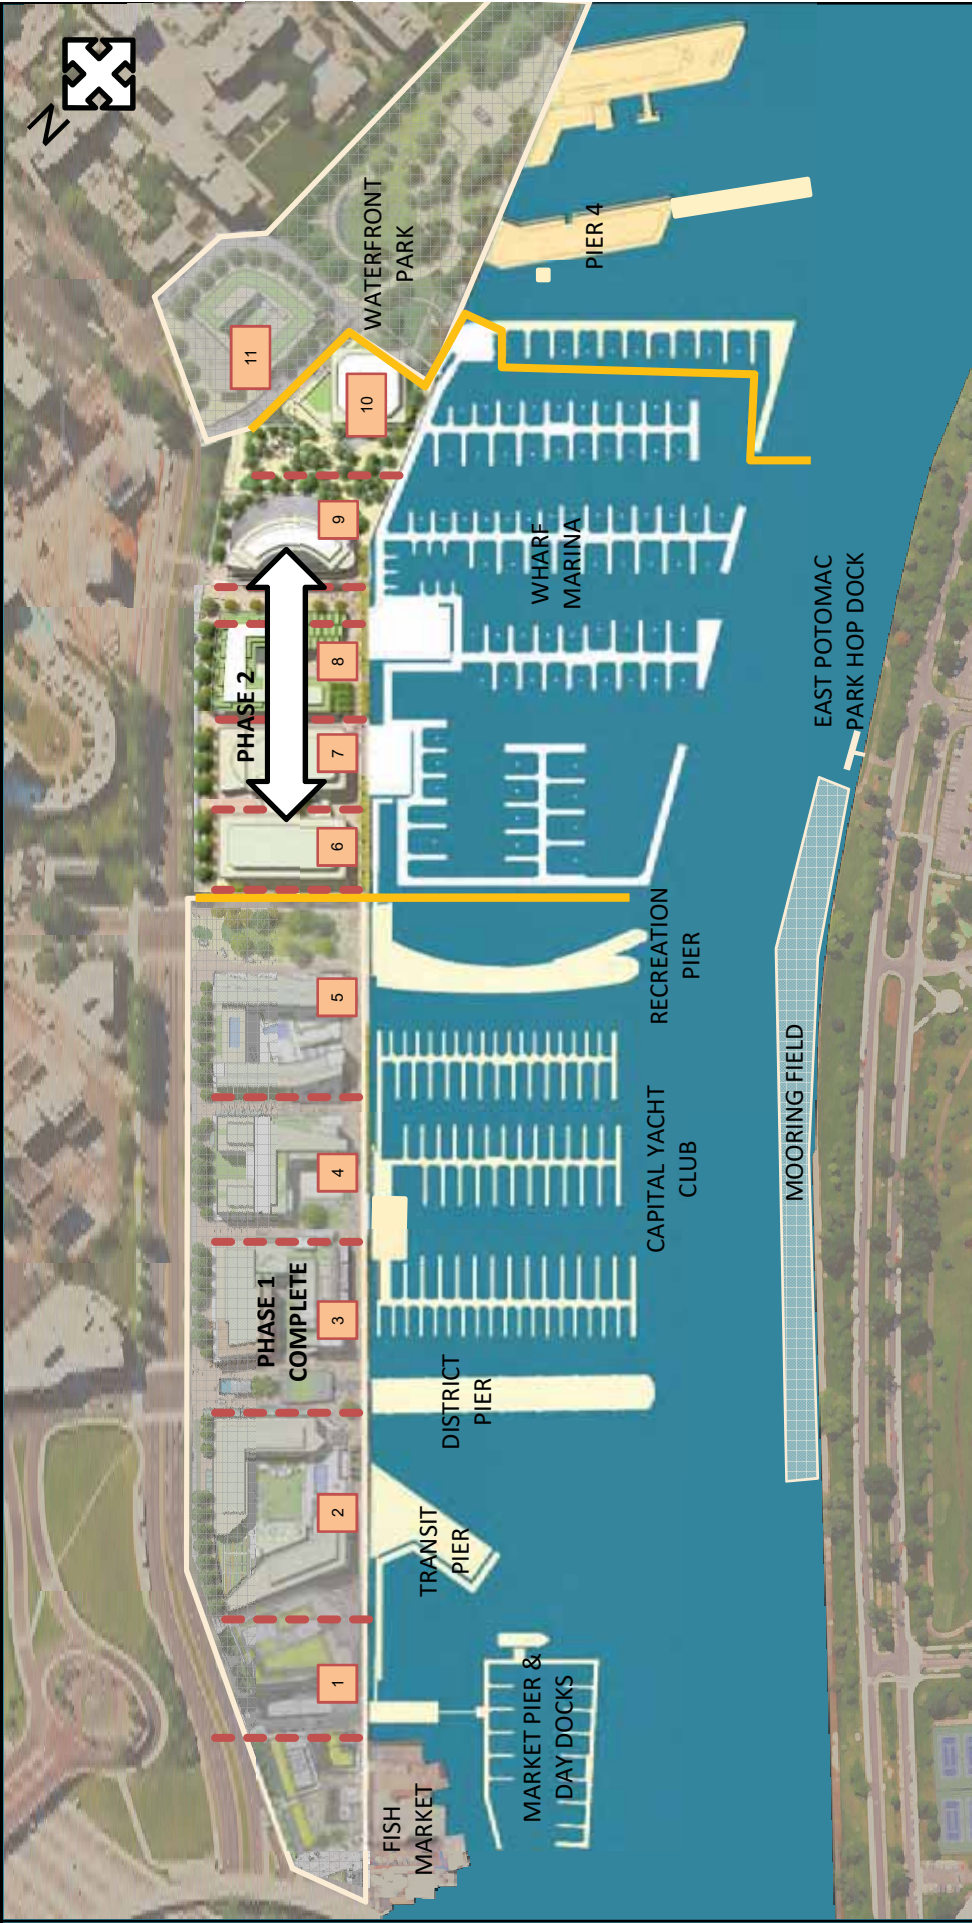 N
WATERFRONT
PARK
PIER 4
11
10
9
8
7
6
PHASE 2
WHARF
MARINA
EAST POTOMAC
PARK HOP DOCK
RECREATION
PIER
5
4
3
2
1
PHASE 1
COMPLETE
CAPITAL YACHT
CLUB
MOORING FIELD
DISTRICT
PIER
TRANSIT
PIER
MARKET PIER &
DAY DOCKS
FISH
MARKET